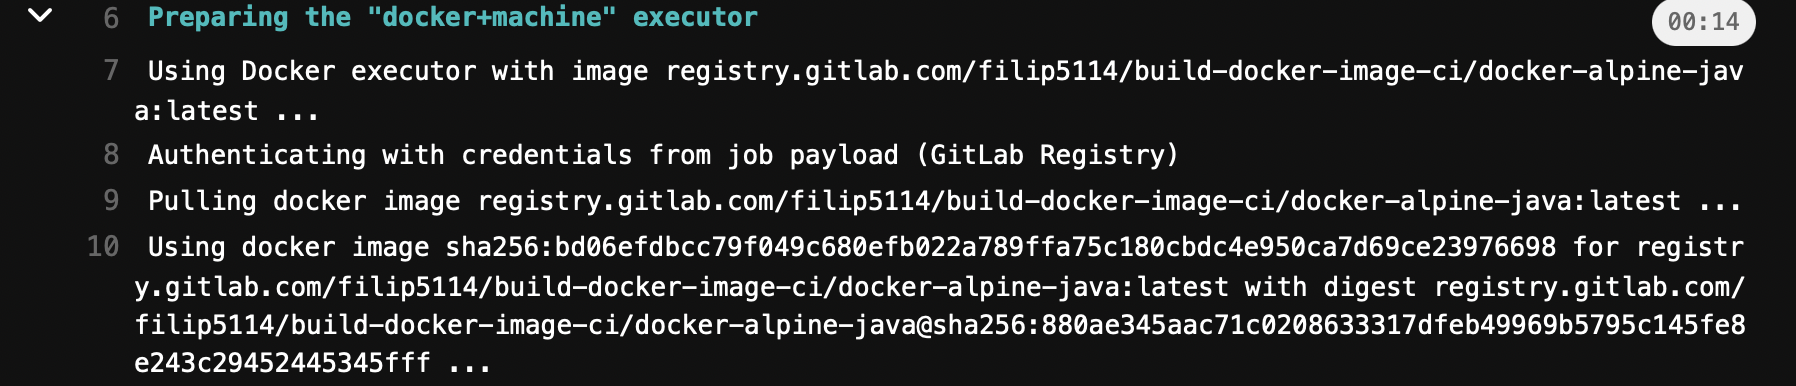 6 Preparing the "docker+machine" executor 00:14
7 Using Docker executor with image registry.gitlab.com/filip5114/build-docker-image-ci/docker-alpine-jav
a:latest ...
8 Authenticating with credentials from job payload (GitLab Registry)
9 Pulling docker image registry.gitlab.com/filip5114/build-docker-image-ci/docker-alpine-java:latest ...
10 Using docker image sha256:bd06efdbcc79f049c680efb022a789ffa75c180cbdc4e950ca7d69ce23976698 for registr
y.gitlab.com/filip5114/build-docker-image-ci/docker-alpine-java:latest with digest registry.gitlab.com/
filip5114/build-docker-image-ci/docker-alpine-java@sha256:880ae345aac71c0208633317dfeb49969b5795c145fe8
e243c29452445345fff ...